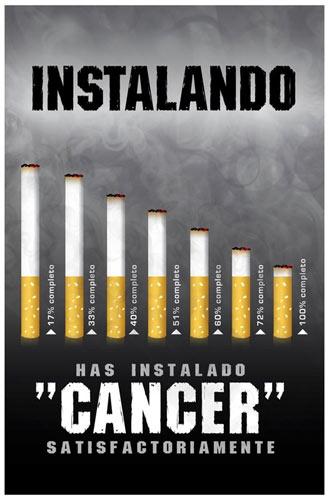 INSTALANDO
17% completo
33% completo
40% completo
51% completo
60% completo
72% completo
100% completo
HAS INSTALADO
"CANCER"
SATISFACTORIAMENTE